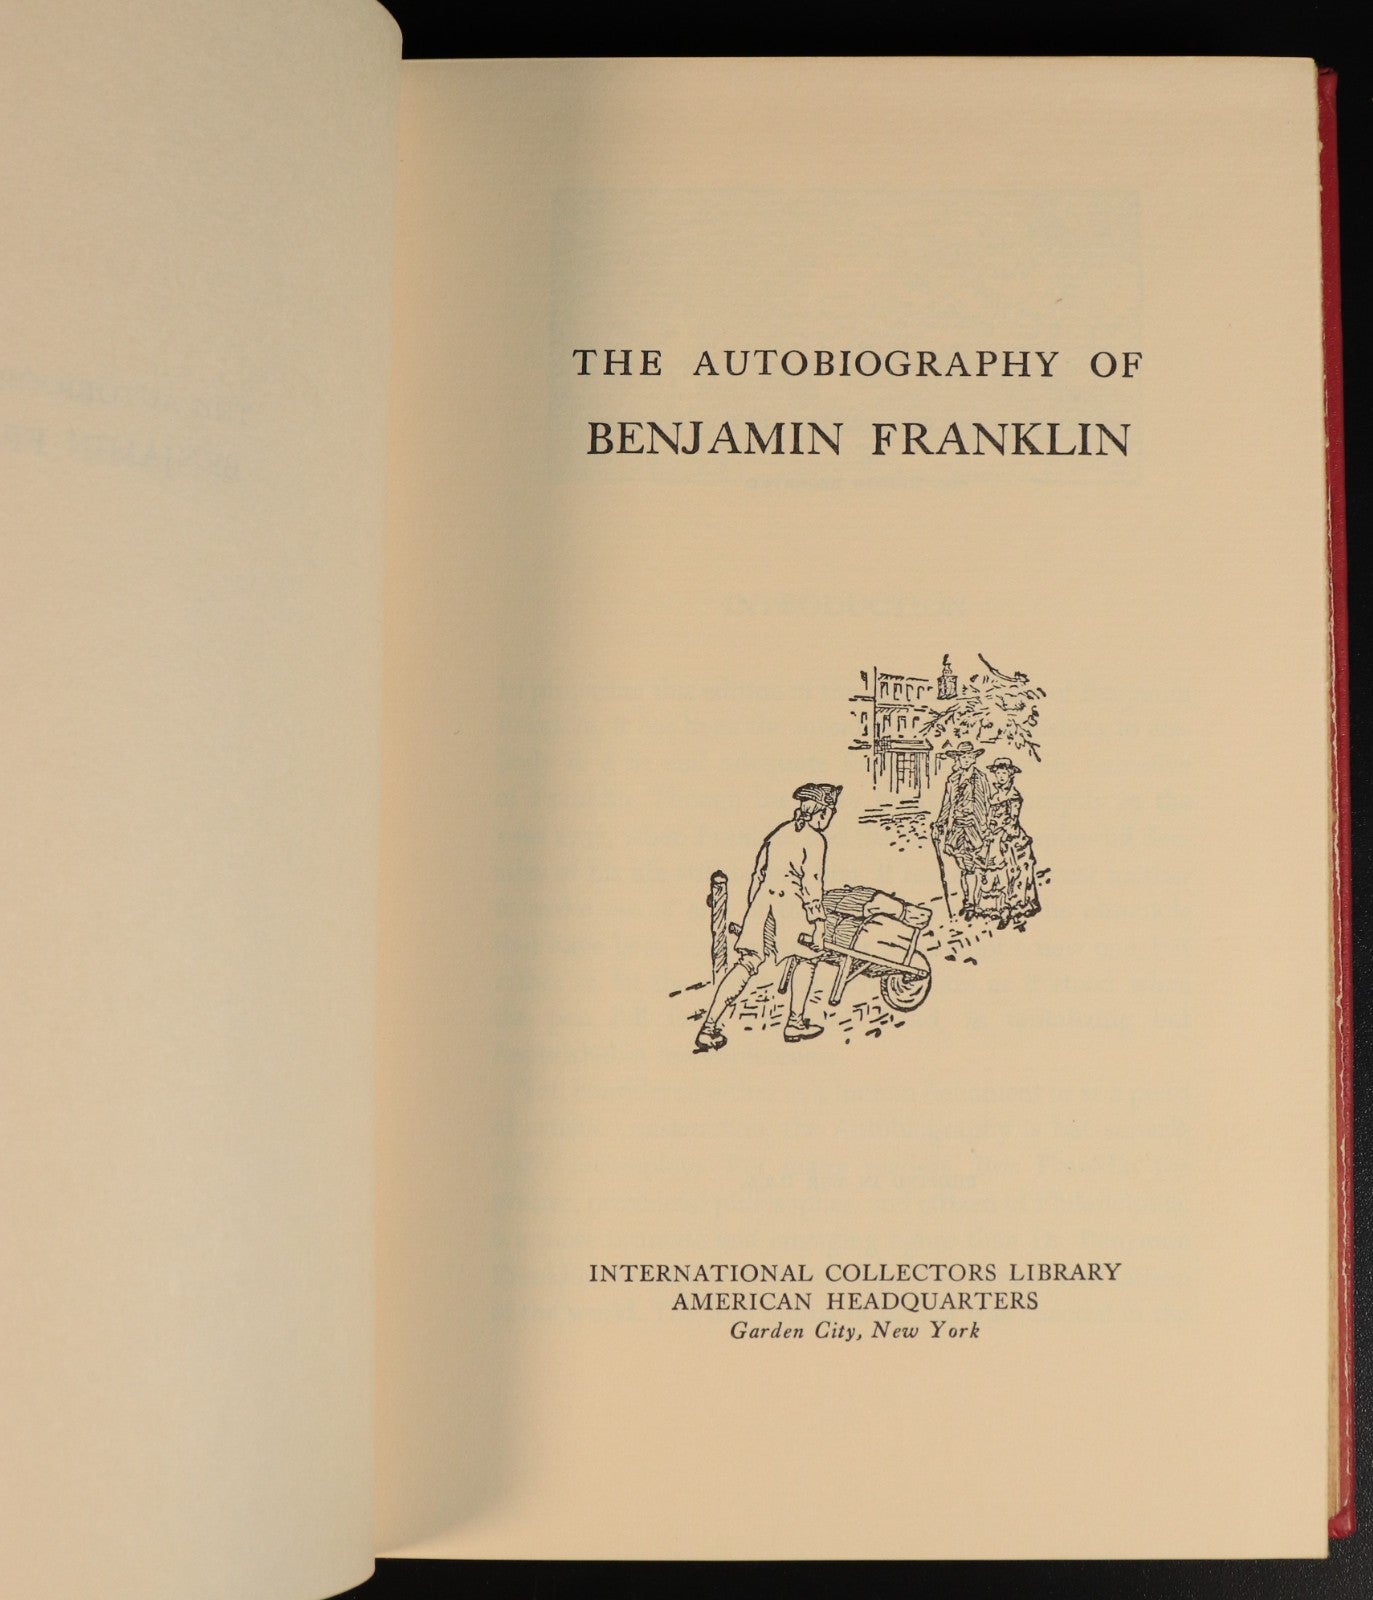 THE AUTOBIOGRAPHY OF
BENJAMIN FRANKLIN
INTERNATIONAL COLLECTORS LIBRARY
AMERICAN HEADQUARTERS
Garden City, New York